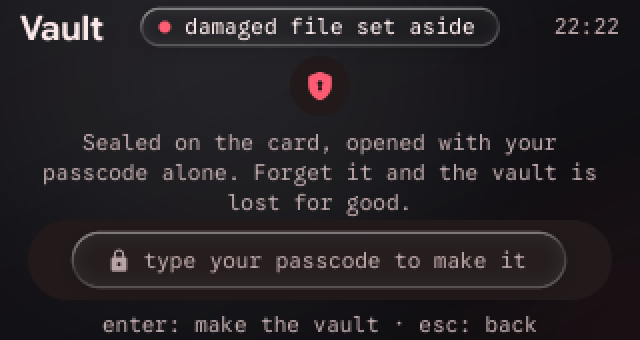 Vault
damaged file set aside
22:22
Sealed on the card, opened with your
passcode alone. Forget it and the vault is
lost for good.
type your passcode to make it
enter: make the vault · esc: back